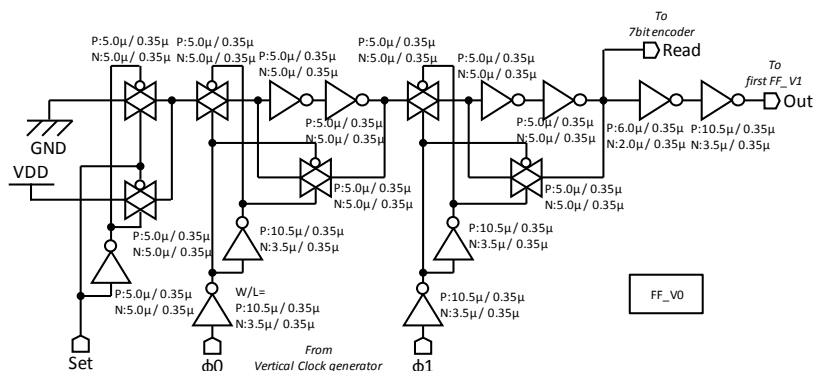 To
7bit encoder
Read
To
first FF_V1
Out
P:5.0μ/ 0.35μ
N:5.0μ/ 0.35μ
P:5.0μ/ 0.35μ
N:5.0μ/ 0.35μ
P:5.0μ/ 0.35μ
N:5.0μ/ 0.35μ
P:5.0μ/ 0.35μ
N:5.0μ/ 0.35μ
P:5.0μ/ 0.35μ
N:5.0μ/ 0.35μ
P:5.0μ/ 0.35μ
N:5.0μ/ 0.35μ
P:5.0μ/ 0.35μ
N:5.0μ/ 0.35μ
P:6.0μ/ 0.35μ
N:2.0μ/ 0.35μ
P:10.5μ/ 0.35μ
N:3.5μ/ 0.35μ
GND
VDD
P:5.0μ/ 0.35μ
N:5.0μ/ 0.35μ
P:5.0μ/ 0.35μ
N:5.0μ/ 0.35μ
P:5.0μ/ 0.35μ
N:5.0μ/ 0.35μ
P:10.5μ/ 0.35μ
N:3.5μ/ 0.35μ
P:10.5μ/ 0.35μ
N:3.5μ/ 0.35μ
P:5.0μ/ 0.35μ
N:5.0μ/ 0.35μ
W/L=
P:10.5μ/ 0.35μ
N:3.5μ/ 0.35μ
P:10.5μ/ 0.35μ
N:3.5μ/ 0.35μ
FF_V0
Set
ϕ0
From
Vertical Clock generator
ϕ1